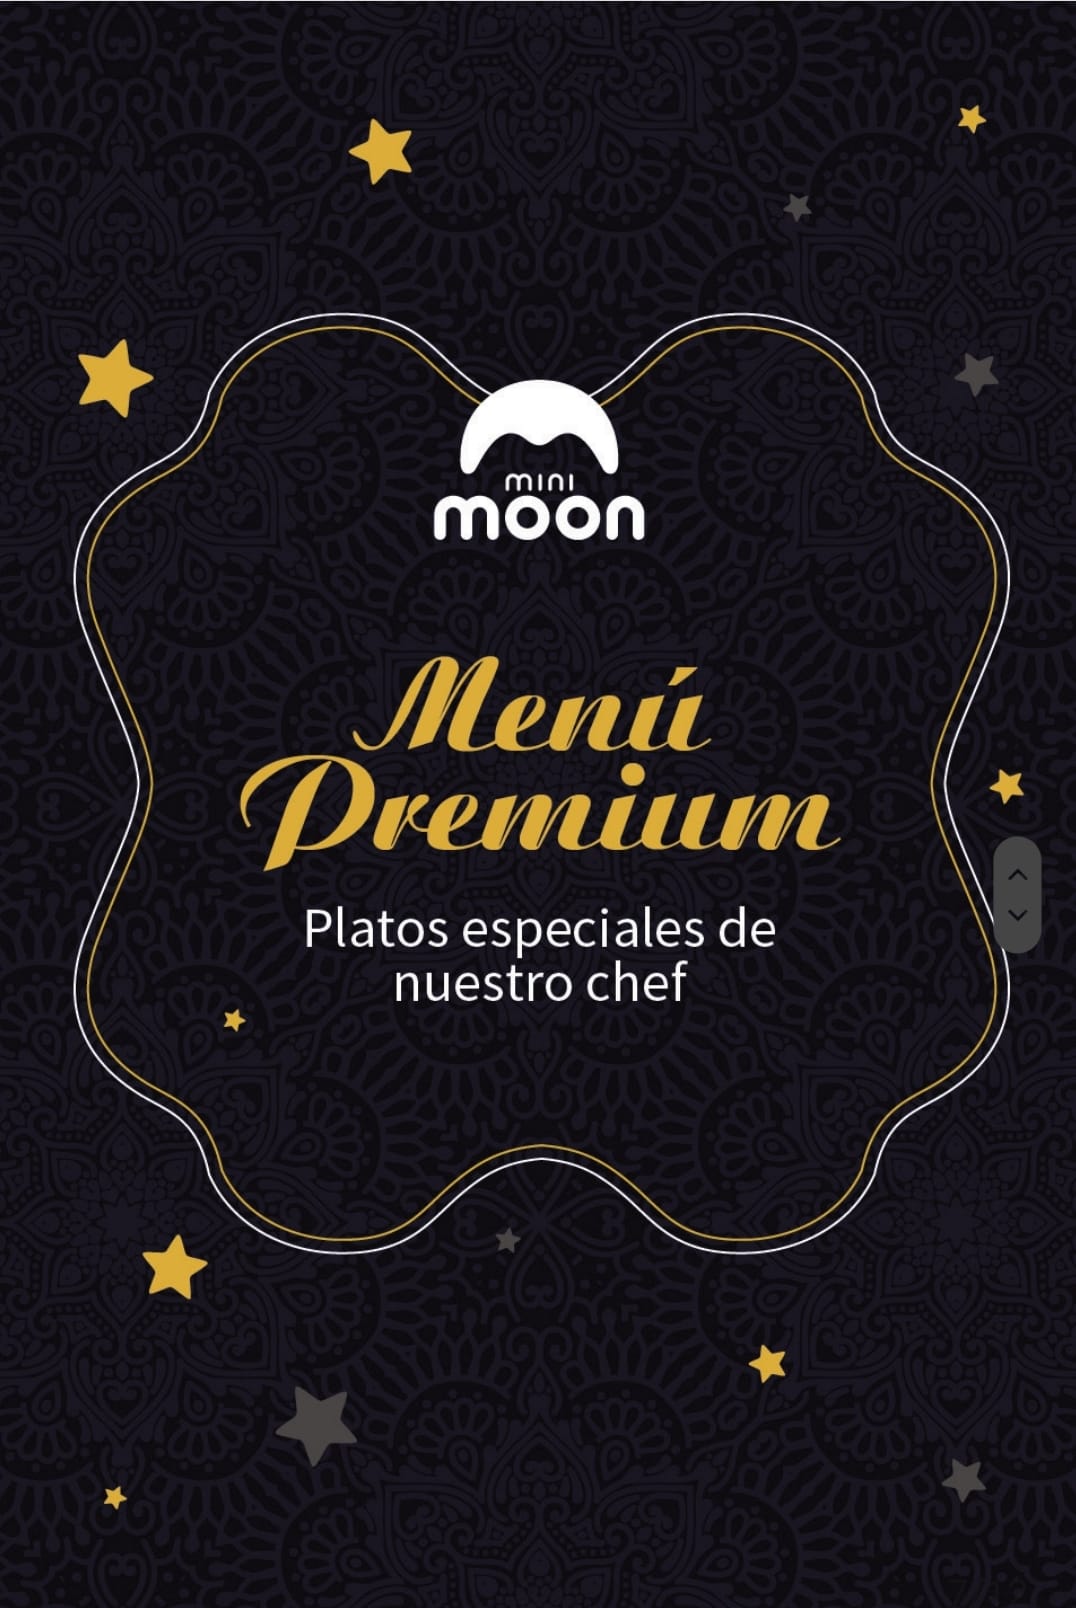 mini
moon
Menú
Premium
Platos especiales de
nuestro chef